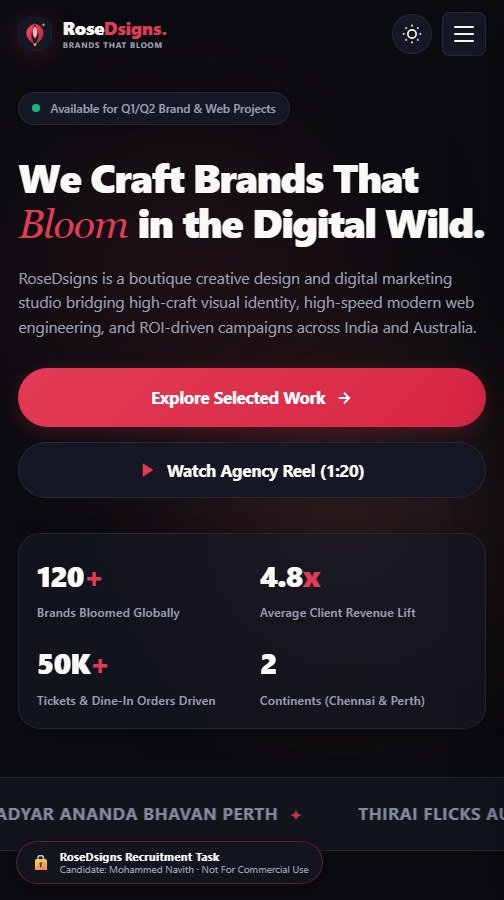 RoseDsigns.
BRANDS THAT BLOOM
Available for Q1/Q2 Brand & Web Projects
We Craft Brands That
Bloom in the Digital Wild.
RoseDsigns is a boutique creative design and digital marketing
studio bridging high-craft visual identity, high-speed modern web
engineering, and ROI-driven campaigns across India and Australia.
Explore Selected Work →
Watch Agency Reel (1:20)
120+
Brands Bloomed Globally
4.8x
Average Client Revenue Lift
50K+
Tickets & Dine-In Orders Driven
2
Continents (Chennai & Perth)
ADYAR ANANDA BHAVAN PERTH ✦ THIRAI FLICKS AU
RoseDsigns Recruitment Task
Candidate: Mohammed Navith · Not For Commercial Use